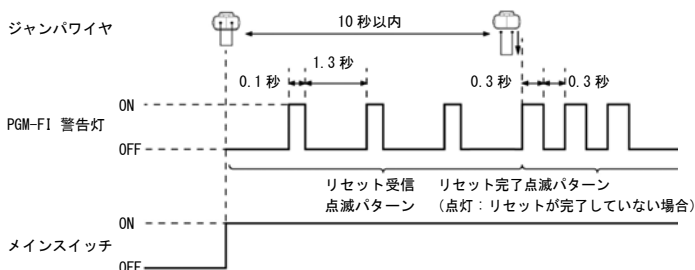 ジャンパワイヤ
10 秒以内
1.3 秒
0.1 秒
0.3 秒
0.3 秒
ON
PGM-FI 警告灯
OFF
リセット受信
点滅パターン
リセット完了点滅パターン
(点灯：リセットが完了していない場合)
ON
メインスイッチ
OFF